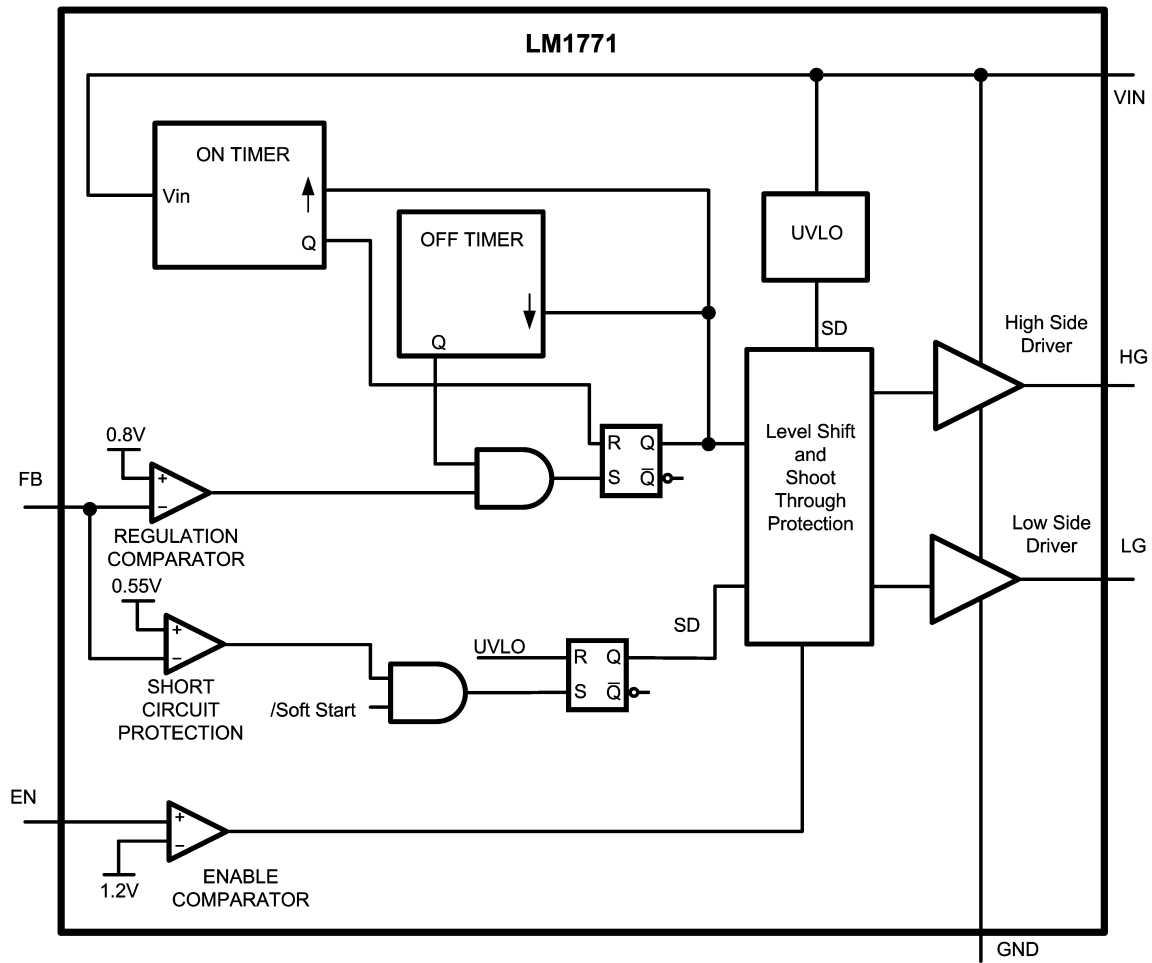 LM1771
VIN
ON TIMER
Vin
Q
OFF TIMER
Q
UVLO
SD
High Side
Driver
HG
0.8V
FB
+
−
REGULATION
COMPARATOR
R Q
S Q̅
Level Shift
and
Shoot
Through
Protection
Low Side
Driver
LG
0.55V
+
−
SHORT
CIRCUIT
PROTECTION
/Soft Start
UVLO
R Q
S Q̅
SD
EN
+
−
1.2V
ENABLE
COMPARATOR
GND